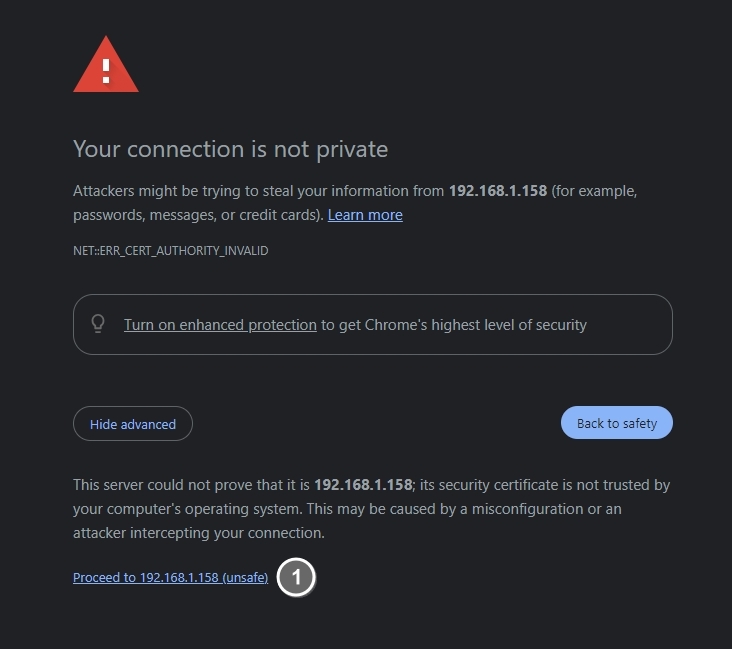 !
Your connection is not private
Attackers might be trying to steal your information from 192.168.1.158 (for example,
passwords, messages, or credit cards). Learn more
NET::ERR_CERT_AUTHORITY_INVALID
Turn on enhanced protection to get Chrome's highest level of security
Hide advanced
Back to safety
This server could not prove that it is 192.168.1.158; its security certificate is not trusted by
your computer's operating system. This may be caused by a misconfiguration or an
attacker intercepting your connection.
Proceed to 192.168.1.158 (unsafe)
1